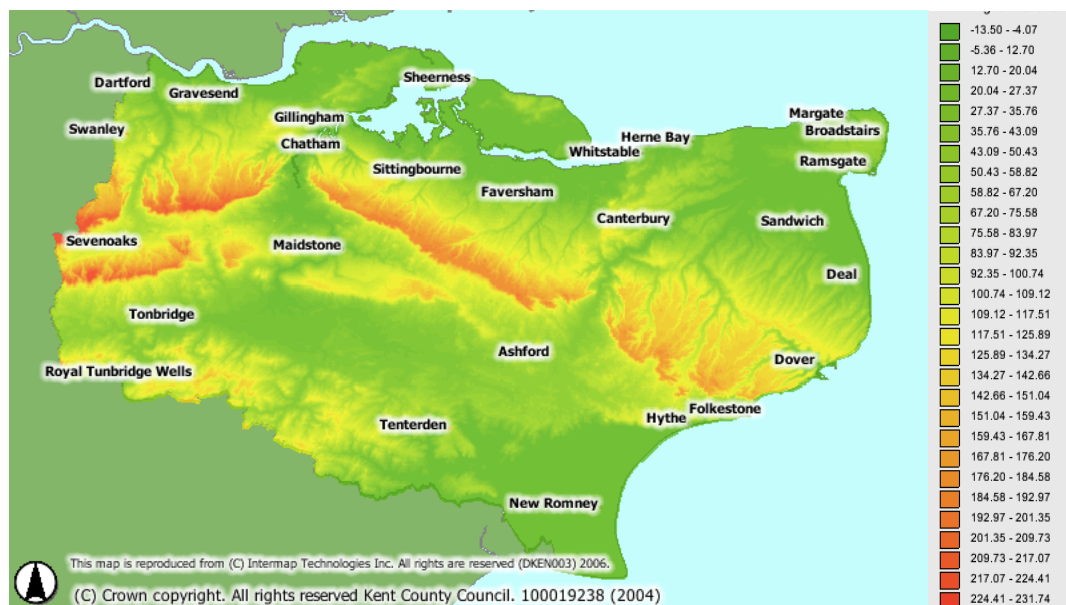 Sheerness
Dartford
Gravesend
Gillingham
Swanley
Chatham
Margate
Broadstairs
Herne Bay
Whitstable
Ramsgate
Sittingbourne
Faversham
Canterbury
Sandwich
Sevenoaks
Maidstone
Deal
Tonbridge
Ashford
Dover
Royal Tunbridge Wells
Folkestone
Hythe
Tenterden
New Romney
This map is reproduced from (C) Intermap Technologies Inc. All rights are reserved (DKEN003) 2006.
(C) Crown copyright. All rights reserved Kent County Council. 100019238 (2004)
-13.50 - -4.07
-5.36 - 12.70
12.70 - 20.04
20.04 - 27.37
27.37 - 35.76
35.76 - 43.09
43.09 - 50.43
50.43 - 58.82
58.82 - 67.20
67.20 - 75.58
75.58 - 83.97
83.97 - 92.35
92.35 - 100.74
100.74 - 109.12
109.12 - 117.51
117.51 - 125.89
125.89 - 134.27
134.27 - 142.66
142.66 - 151.04
151.04 - 159.43
159.43 - 167.81
167.81 - 176.20
176.20 - 184.58
184.58 - 192.97
192.97 - 201.35
201.35 - 209.73
209.73 - 217.07
217.07 - 224.41
224.41 - 231.74